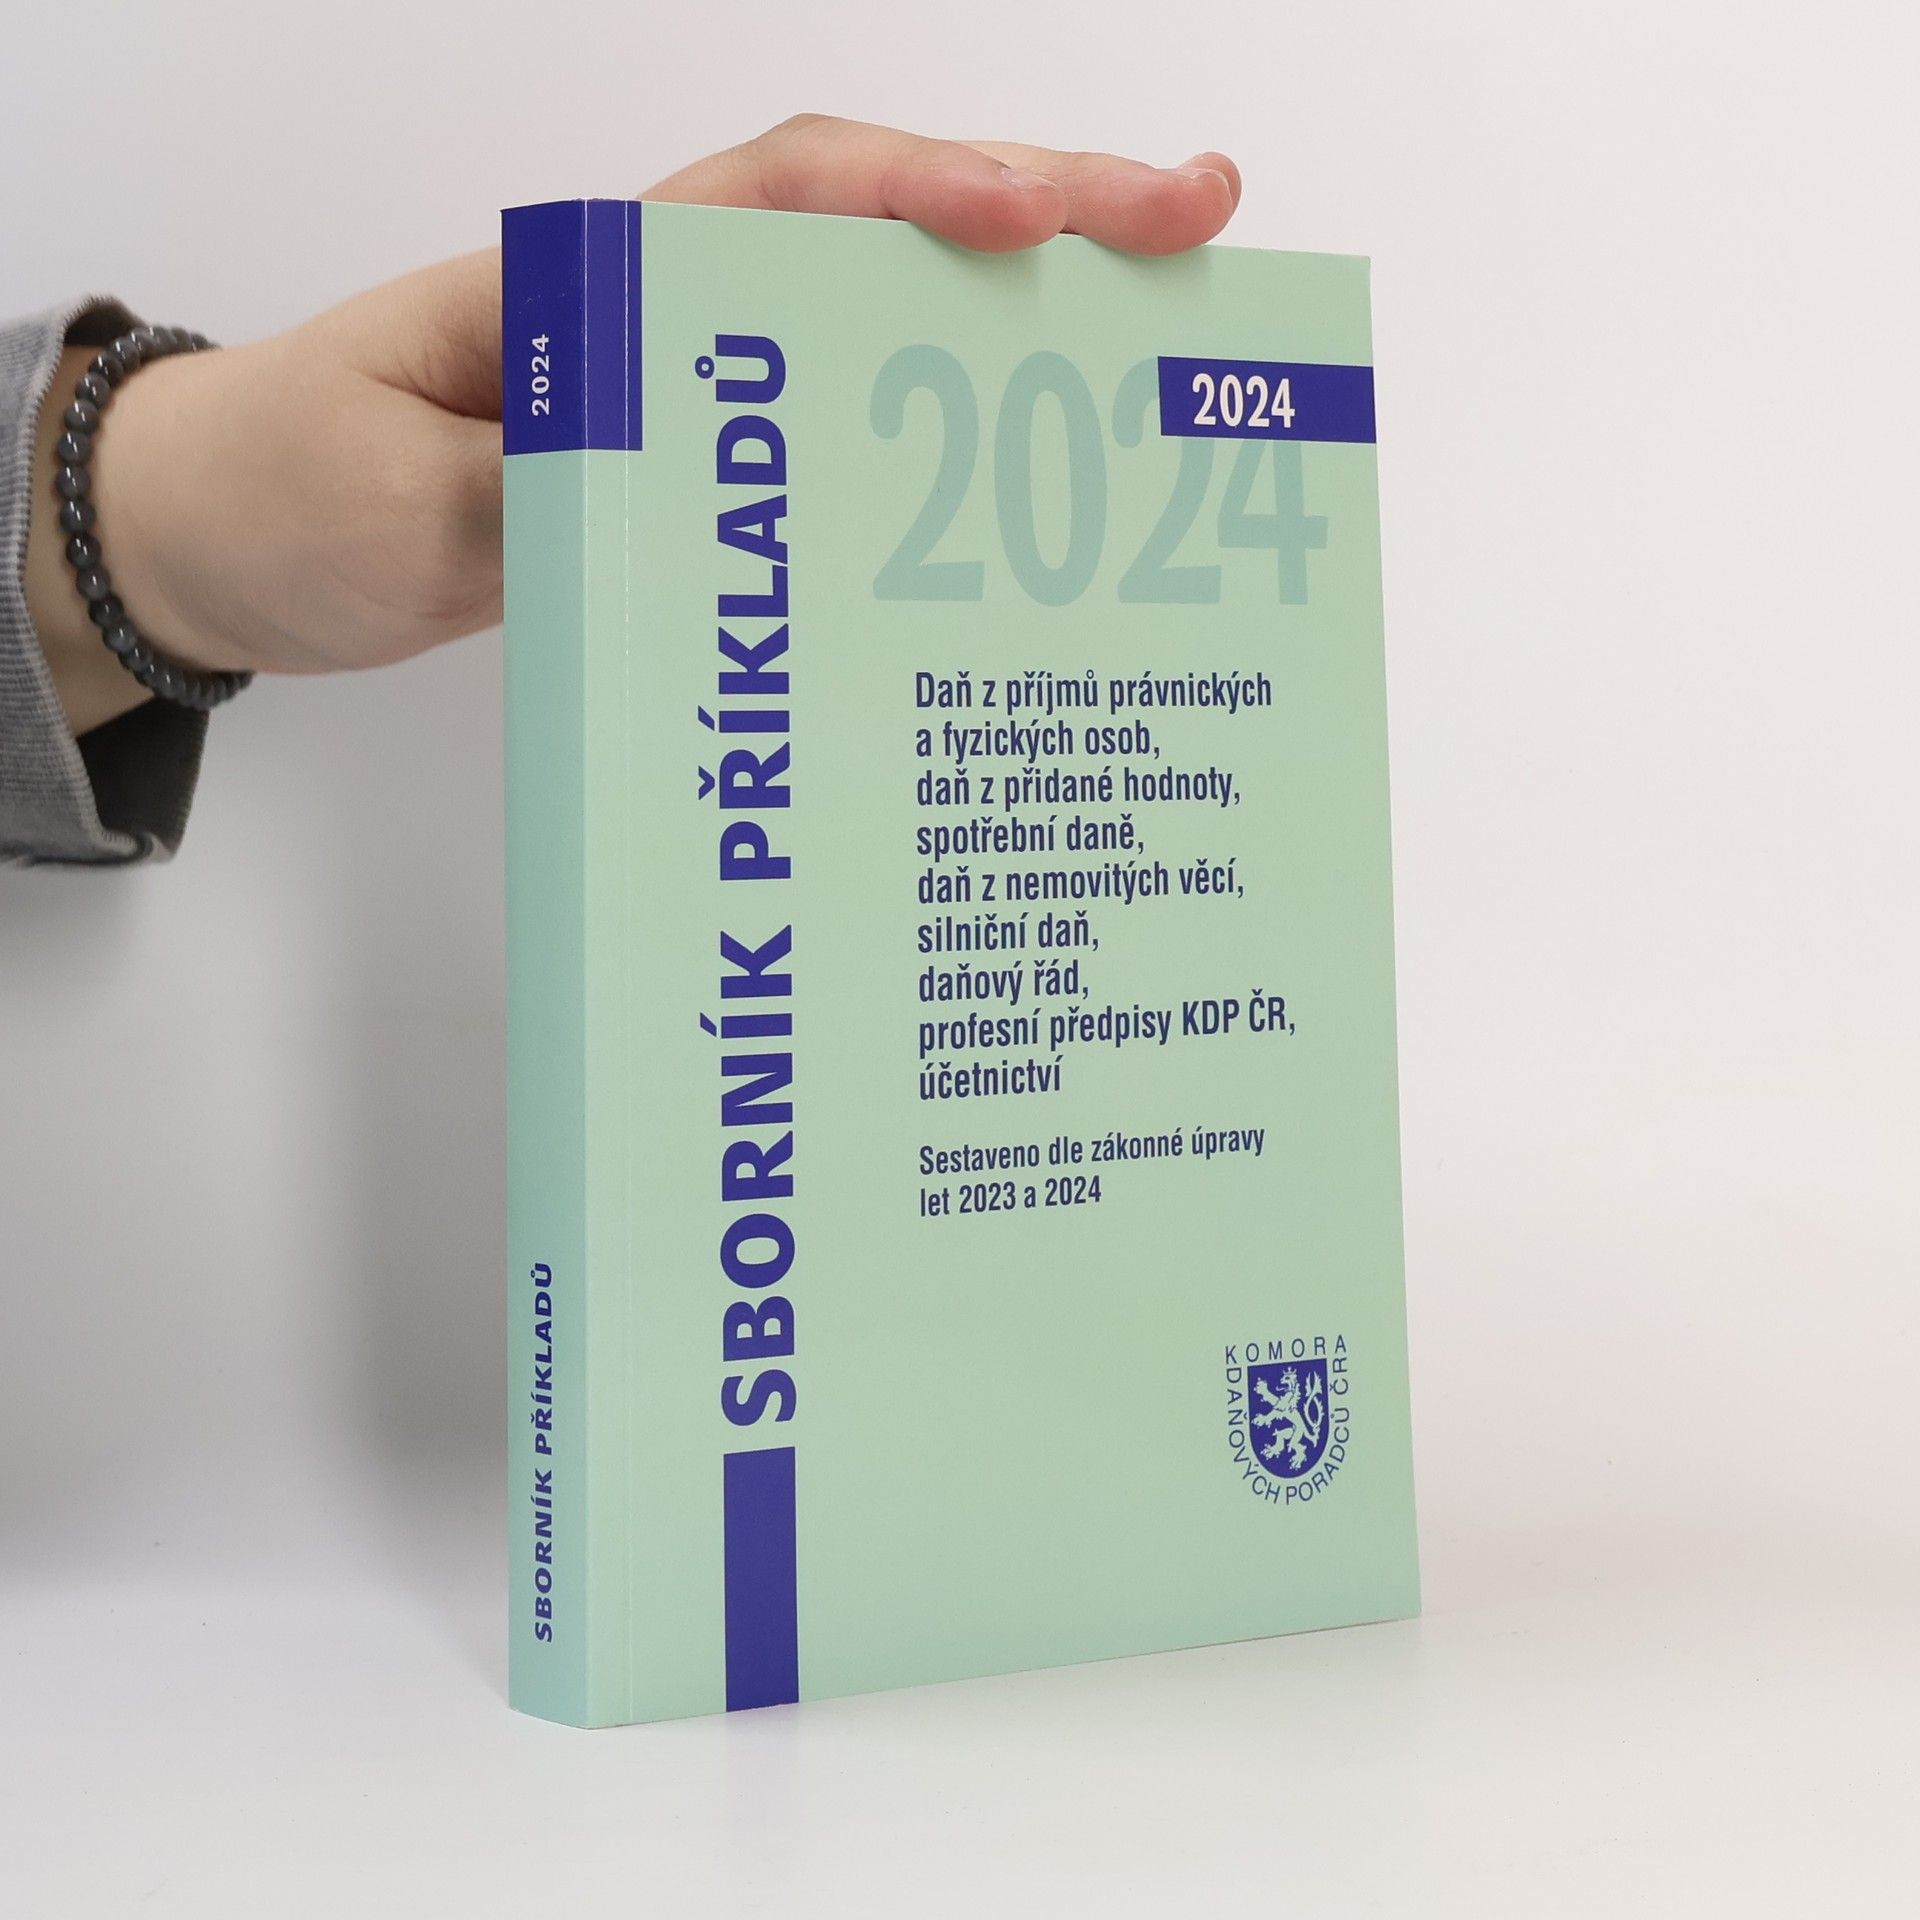 2024
SBORNÍK PŘÍKLADŮ
SBORNÍK PŘÍKLADŮ
2024
2024
Daň z příjmů právnických
a fyzických osob,
daň z přidané hodnoty,
spotřební daně,
daň z nemovitých věcí,
silniční daň,
daňový řád,
profesní předpisy KDP ČR,
účetnictví
Sestaveno dle zákonné úpravy
let 2023 a 2024
KOMORA
DAŇOVÝCH PORADCŮ ČR